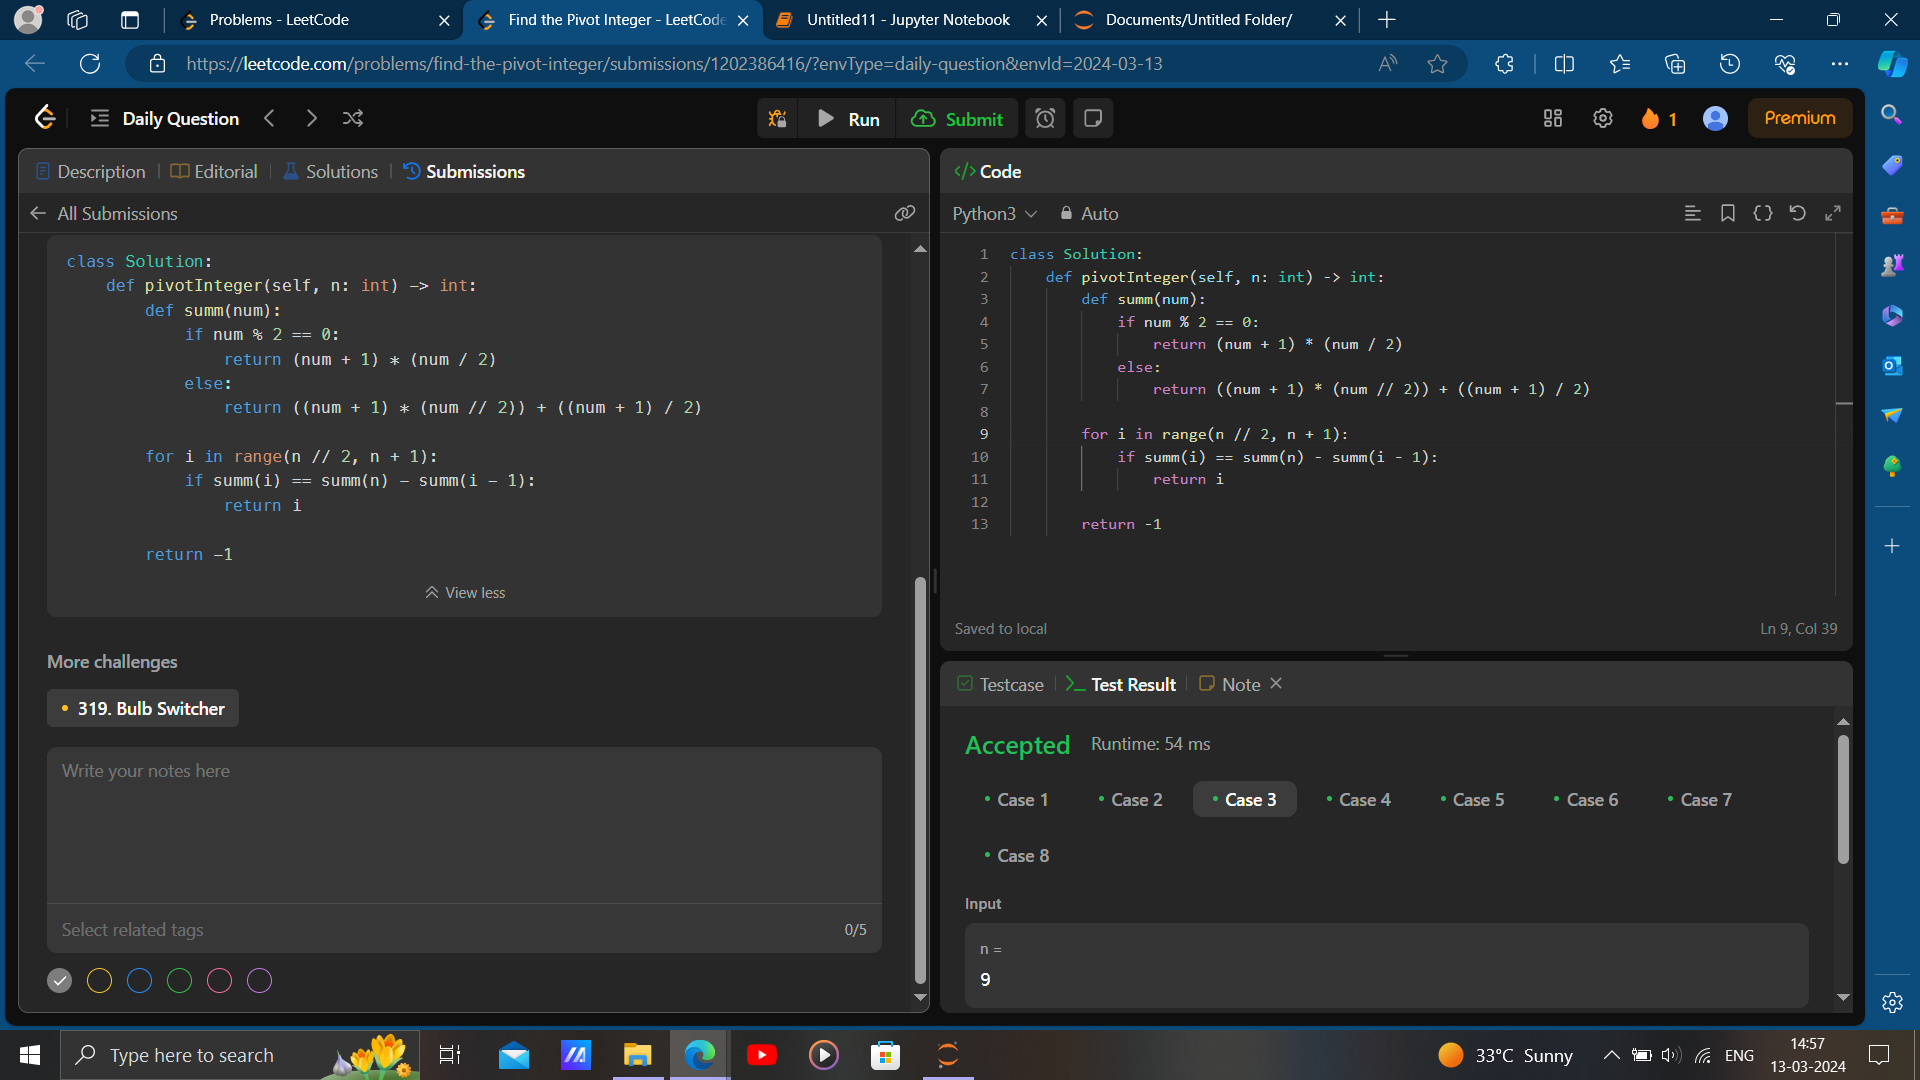 Problems - LeetCode
Find the Pivot Integer - LeetCode
Untitled11 - Jupyter Notebook
Documents/Untitled Folder/
https://leetcode.com/problems/find-the-pivot-integer/submissions/1202386416/?envType=daily-question&envId=2024-03-13
Daily Question
Run
Submit
1
Premium
Description
Editorial
Solutions
Submissions
All Submissions
class Solution:
    def pivotInteger(self, n: int) -> int:
        def summ(num):
            if num % 2 == 0:
                return (num + 1) * (num / 2)
            else:
                return ((num + 1) * (num // 2)) + ((num + 1) / 2)

        for i in range(n // 2, n + 1):
            if summ(i) == summ(n) - summ(i - 1):
                return i

        return -1
View less
More challenges
319. Bulb Switcher
Write your notes here
Select related tags
0/5
</> Code
Python3
Auto
1 class Solution:
2     def pivotInteger(self, n: int) -> int:
3         def summ(num):
4             if num % 2 == 0:
5                 return (num + 1) * (num / 2)
6             else:
7                 return ((num + 1) * (num // 2)) + ((num + 1) / 2)
8
9         for i in range(n // 2, n + 1):
10             if summ(i) == summ(n) - summ(i - 1):
11                 return i
12
13         return -1
Saved to local
Ln 9, Col 39
Testcase
Test Result
Note
Accepted
Runtime: 54 ms
Case 1
Case 2
Case 3
Case 4
Case 5
Case 6
Case 7
Case 8
Input
n =
9
Type here to search
33°C Sunny
ENG
14:57
13-03-2024